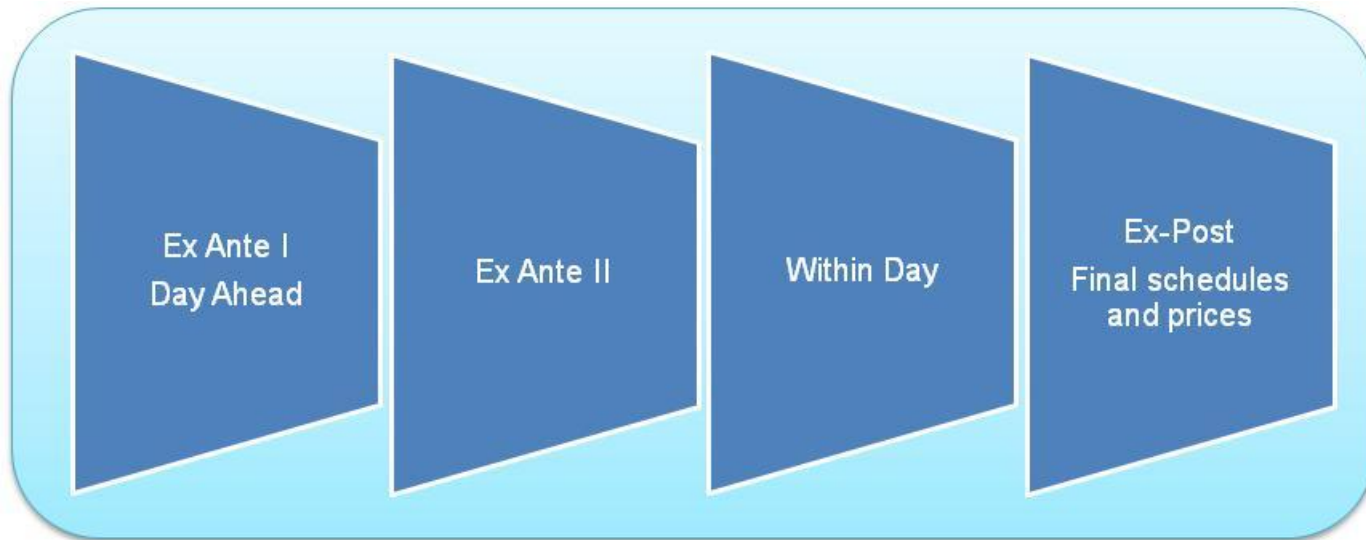 Ex Ante I
Day Ahead
Ex Ante II
Within Day
Ex-Post
Final schedules
and prices